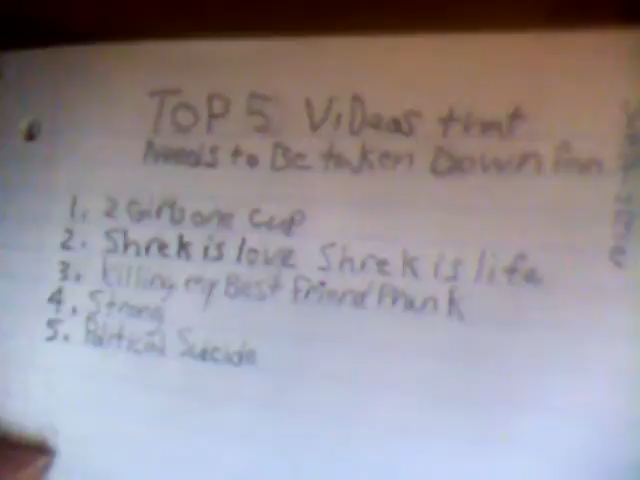 TOP 5 Videos that
Needs to Be taken Down
1. 2 Girls one Cup
2. Shrek is love Shrek is life
3. Killing my Best Friend Prank
4. Strong
5. Political Suicide